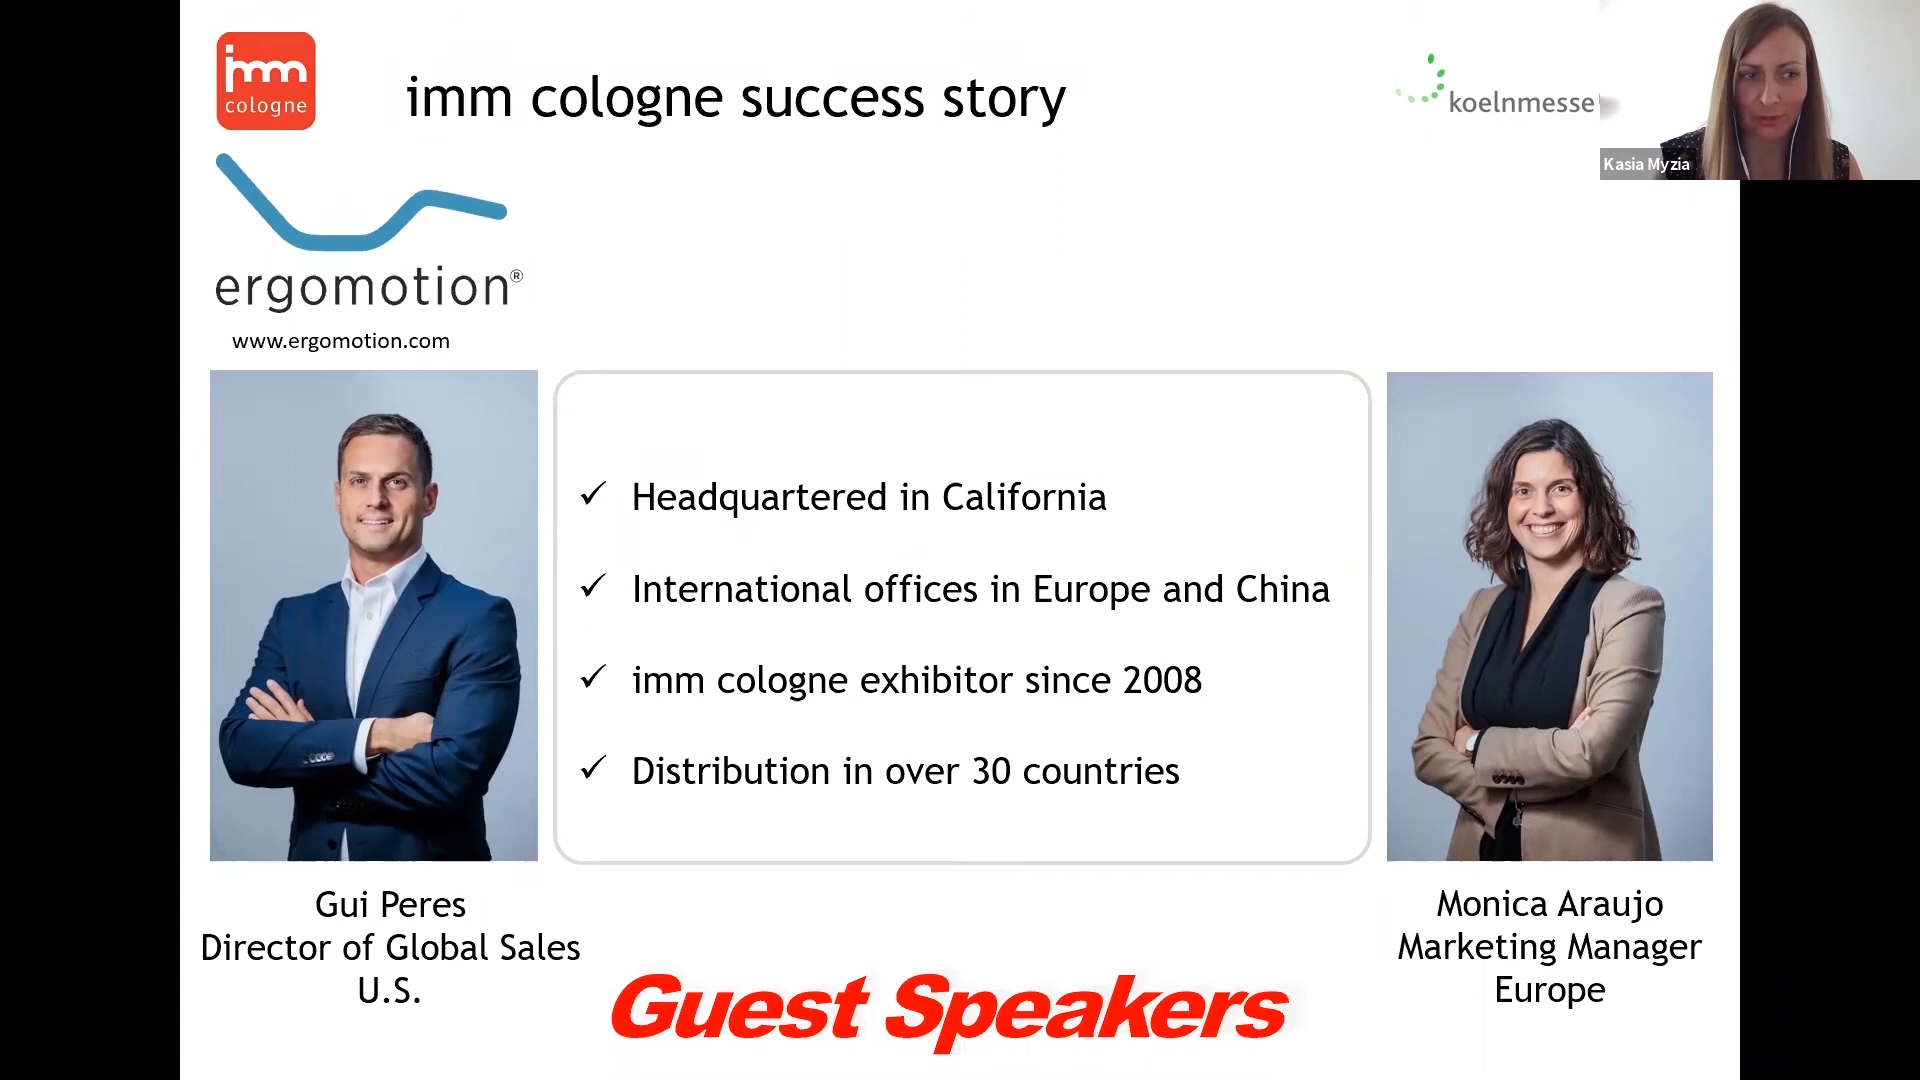 imm
cologne
imm cologne success story
koelnmesse
Kasia Myzia
ergomotion®
www.ergomotion.com
✓ Headquartered in California
✓ International offices in Europe and China
✓ imm cologne exhibitor since 2008
✓ Distribution in over 30 countries
Gui Peres
Director of Global Sales
U.S.
Monica Araujo
Marketing Manager
Europe
Guest Speakers